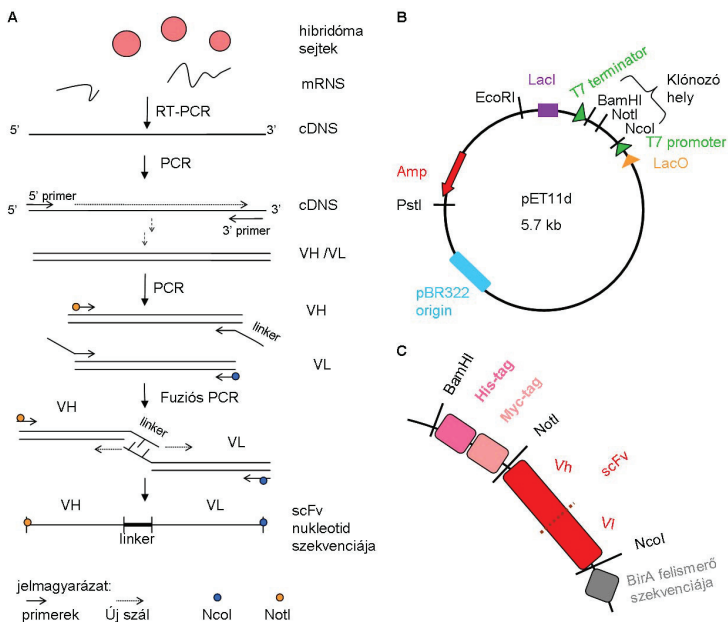 A
hibridóma
sejtek
mRNS
RT-PCR
5'
3'
cDNS
PCR
5' primer
5'
3'
cDNS
3' primer
VH /VL
PCR
VH
linker
VL
Fuziós PCR
VH
linker
VL
VH
VL
linker
scFv
nukleotid
szekvenciája
jelmagyarázat:
primerek
Új szál
NcoI
NotI
B
LacI
T7 terminator
EcoRI
BamHI
NotI
NcoI
Klónozó
hely
T7 promoter
LacO
Amp
PstI
pET11d
5.7 kb
pBR322
origin
C
BamHI
His-tag
Myc-tag
NotI
Vh
scFv
Vl
NcoI
BirA felismerő
szekvenciája